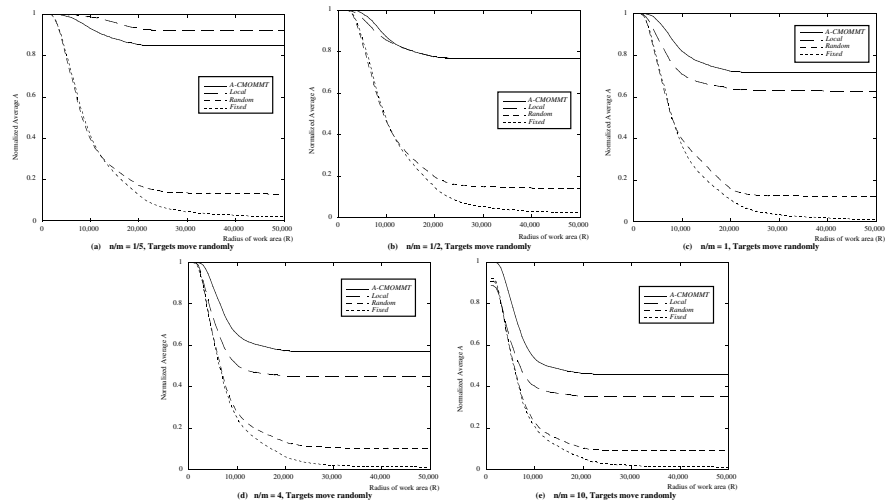 1
0.8
0.6
0.4
0.2
0
Normalized Average A
A-CMOMMT
Local
Random
Fixed
0 10,000 20,000 30,000 40,000 50,000
Radius of work area (R)
(a) n/m = 1/5, Targets move randomly
1
0.8
0.6
0.4
0.2
0
Normalized Average A
A-CMOMMT
Local
Random
Fixed
0 10,000 20,000 30,000 40,000 50,000
Radius of work area (R)
(b) n/m = 1/2, Targets move randomly
1
0.8
0.6
0.4
0.2
0
Normalized Average A
A-CMOMMT
Local
Random
Fixed
0 10,000 20,000 30,000 40,000 50,000
Radius of work area (R)
(c) n/m = 1, Targets move randomly
1
0.8
0.6
0.4
0.2
0
Normalized Average A
A-CMOMMT
Local
Random
Fixed
0 10,000 20,000 30,000 40,000 50,000
Radius of work area (R)
(d) n/m = 4, Targets move randomly
1
0.8
0.6
0.4
0.2
0
Normalized Average A
A-CMOMMT
Local
Random
Fixed
0 10,000 20,000 30,000 40,000 50,000
Radius of work area (R)
(e) n/m = 10, Targets move randomly